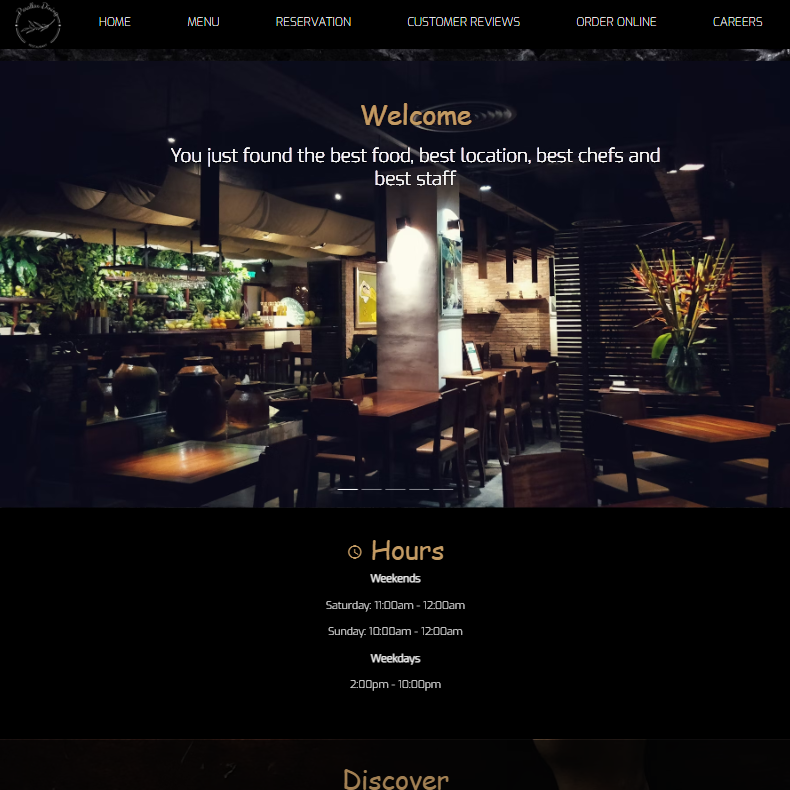 HOME MENU RESERVATION CUSTOMER REVIEWS ORDER ONLINE CAREERS
Welcome
You just found the best food, best location, best chefs and
best staff
Hours
Weekends
Saturday: 11:00am - 12:00am
Sunday: 10:00am - 12:00am
Weekdays
2:00pm - 10:00pm
Discover